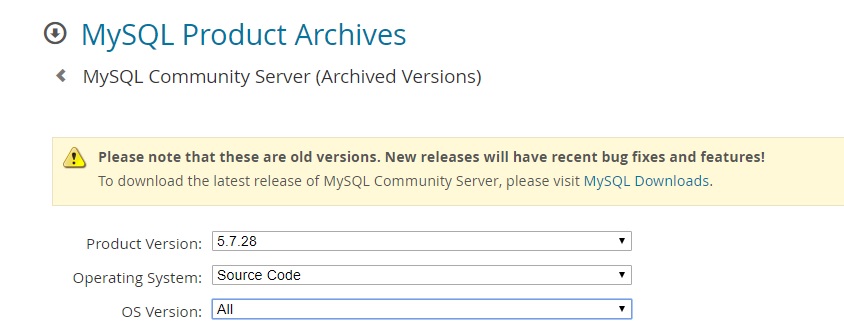 MySQL Product Archives
MySQL Community Server (Archived Versions)
Please note that these are old versions. New releases will have recent bug fixes and features!
To download the latest release of MySQL Community Server, please visit MySQL Downloads.
Product Version: 5.7.28
Operating System: Source Code
OS Version: All